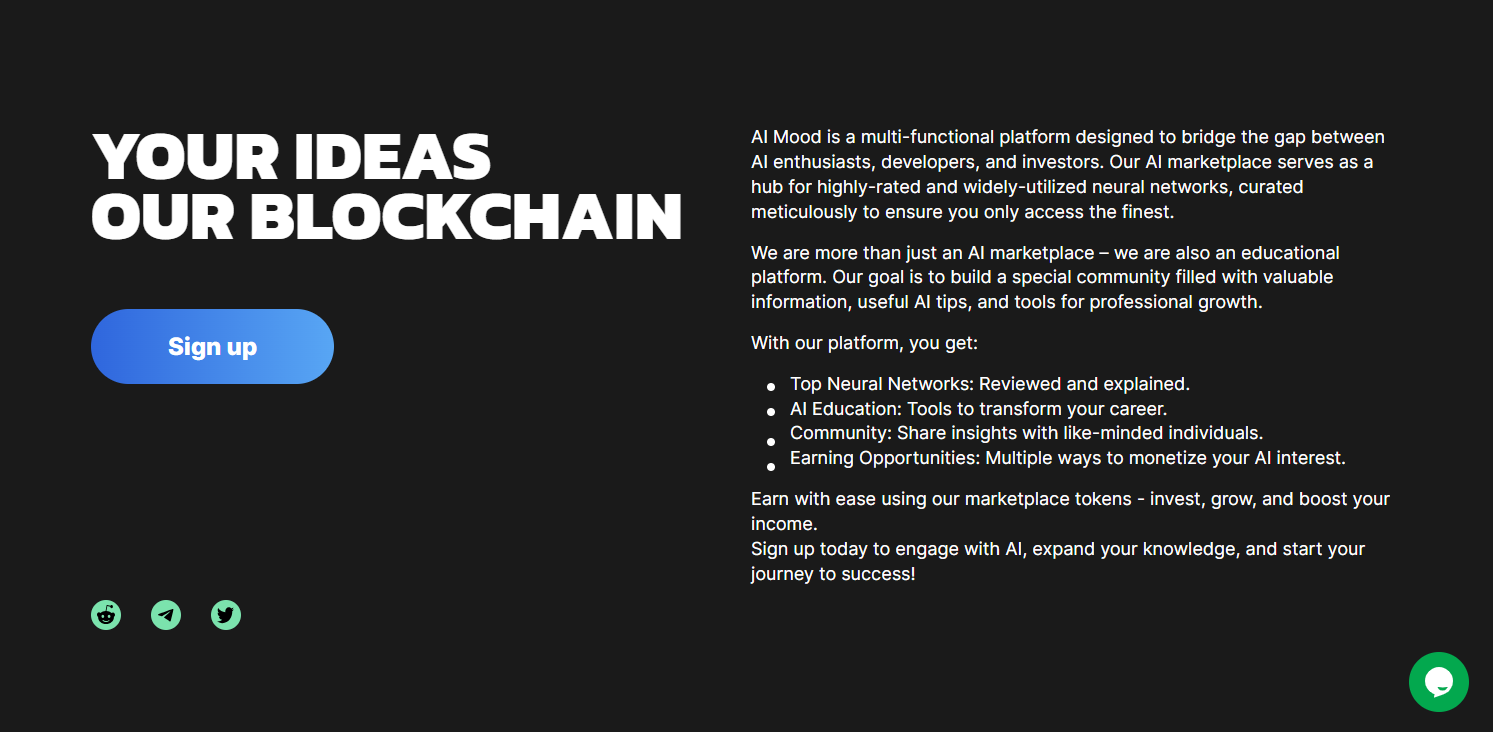 YOUR IDEAS
OUR BLOCKCHAIN
Sign up
AI Mood is a multi-functional platform designed to bridge the gap between
AI enthusiasts, developers, and investors. Our AI marketplace serves as a
hub for highly-rated and widely-utilized neural networks, curated
meticulously to ensure you only access the finest.
We are more than just an AI marketplace – we are also an educational
platform. Our goal is to build a special community filled with valuable
information, useful AI tips, and tools for professional growth.
With our platform, you get:
Top Neural Networks: Reviewed and explained.
AI Education: Tools to transform your career.
Community: Share insights with like-minded individuals.
Earning Opportunities: Multiple ways to monetize your AI interest.
Earn with ease using our marketplace tokens - invest, grow, and boost your
income.
Sign up today to engage with AI, expand your knowledge, and start your
journey to success!